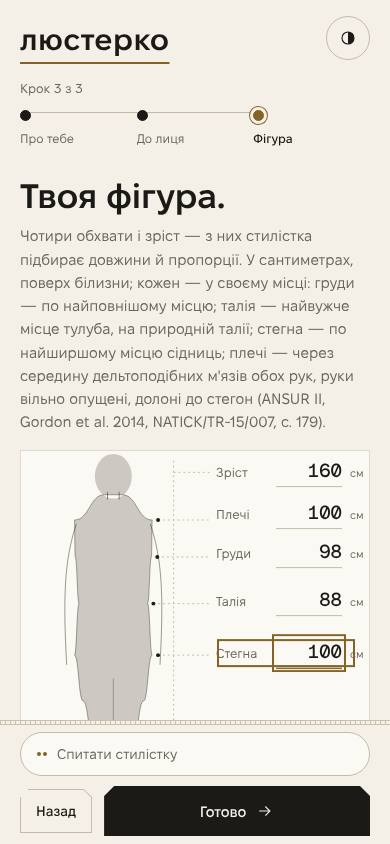 люстерко
Крок 3 з 3
Про тебе До лиця Фігура
Твоя фігура.
Чотири обхвати і зріст — з них стилістка
підбирає довжини й пропорції. У сантиметрах,
поверх білизни; кожен — у своєму місці: груди
— по найповнішому місцю; талія — найвужче
місце тулуба, на природній талії; стегна — по
найширшому місцю сідниць; плечі — через
середину дельтоподібних м'язів обох рук, руки
вільно опущені, долоні до стегон (ANSUR II,
Gordon et al. 2014, NATICK/TR-15/007, с. 179).
Зріст 160 см
Плечі 100 см
Груди 98 см
Талія 88 см
Стегна 100 см
Спитати стилістку
Назад Готово →